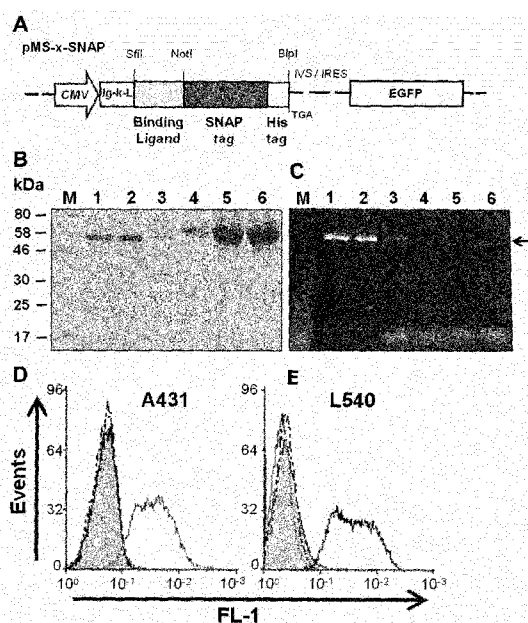 A
pMS-x-SNAP
SfiI NotI BlpI
CMV Ig-k-L IVS / IRES EGFP
TGA
Binding Ligand
SNAP tag
His tag
B
kDa M 1 2 3 4 5 6
80
58
46
30
25
17
C
M 1 2 3 4 5 6
D
A431
96
64
32
0
10⁰ 10⁻¹ 10⁻² 10⁻³
E
L540
96
64
32
0
10⁰ 10⁻¹ 10⁻² 10⁻³
Events
FL-1